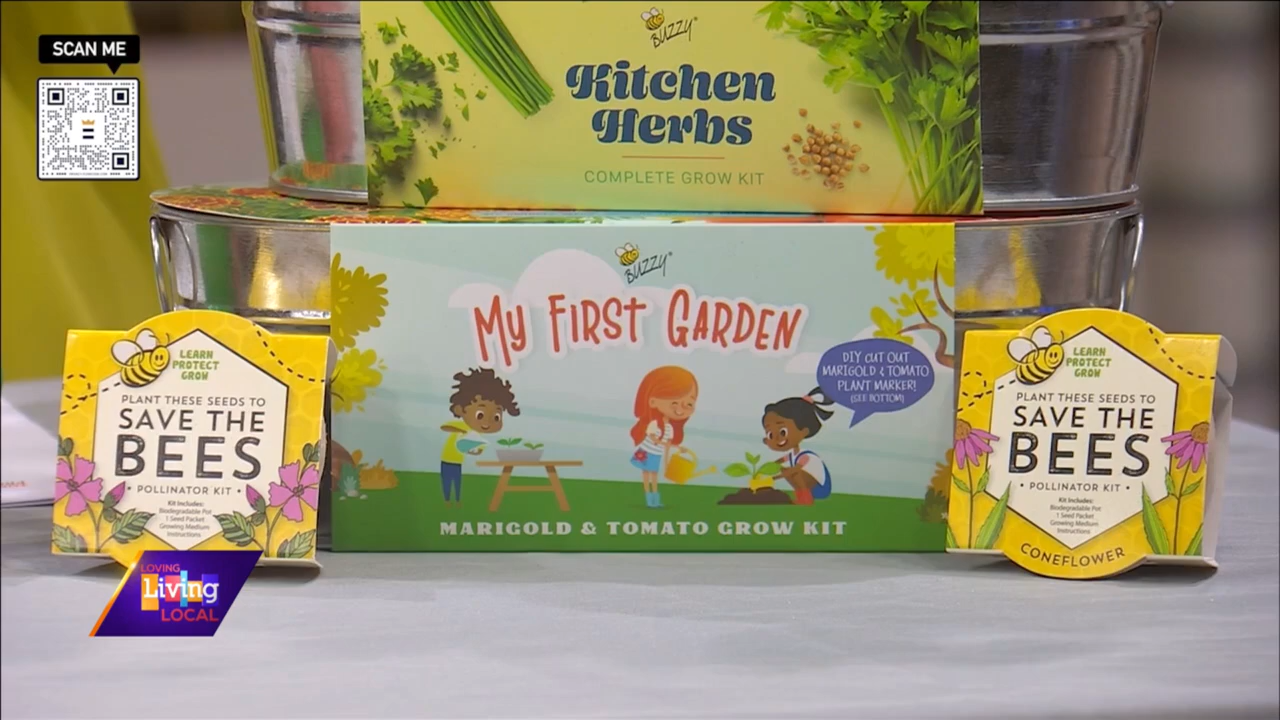 SCAN ME
BUZZY
Kitchen
Herbs
COMPLETE GROW KIT
BUZZY
MY FIRST GARDEN
DIY CUT OUT
MARIGOLD & TOMATO
PLANT MARKER!
(SEE BOTTOM)
MARIGOLD & TOMATO GROW KIT
LEARN
PROTECT
GROW
PLANT THESE SEEDS TO
SAVE THE
BEES
• POLLINATOR KIT •
Kit Includes:
Biodegradable Pot
1 Seed Packet
Growing Medium
Instructions
LEARN
PROTECT
GROW
PLANT THESE SEEDS TO
SAVE THE
BEES
• POLLINATOR KIT •
Kit Includes:
Biodegradable Pot
1 Seed Packet
Growing Medium
Instructions
CONEFLOWER
LOVING
Living
LOCAL